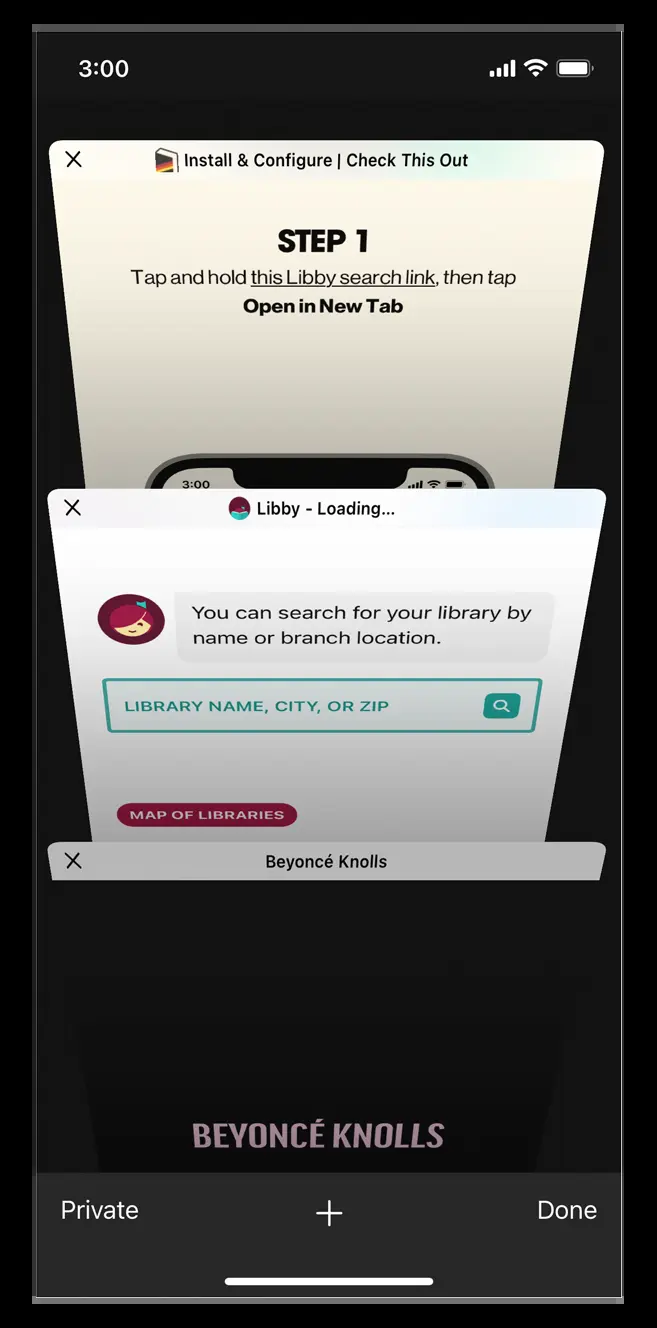 3:00
Install & Configure | Check This Out
STEP 1
Tap and hold this Libby search link, then tap
Open in New Tab
3:00
Libby - Loading...
You can search for your library by
name or branch location.
LIBRARY NAME, CITY, OR ZIP
MAP OF LIBRARIES
Beyoncé Knolls
BEYONCÉ KNOLLS
Private
Done